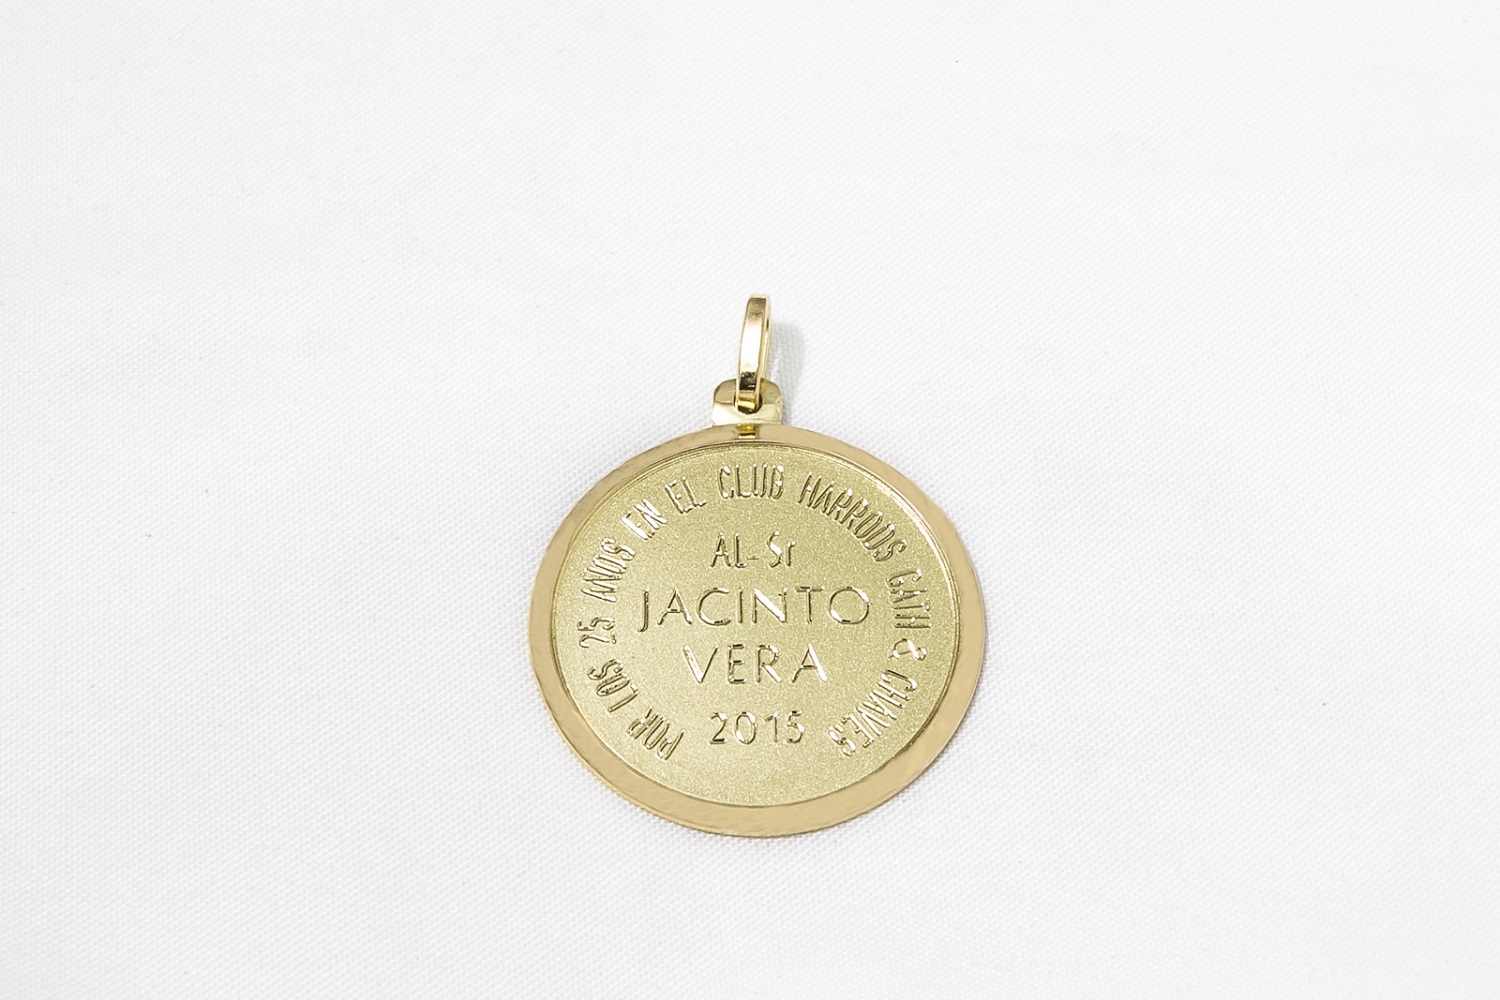 POR LOS 25 AÑOS EN EL CLUB HARRODS GATH & CHAVES
AL-Sr
JACINTO
VERA
2015